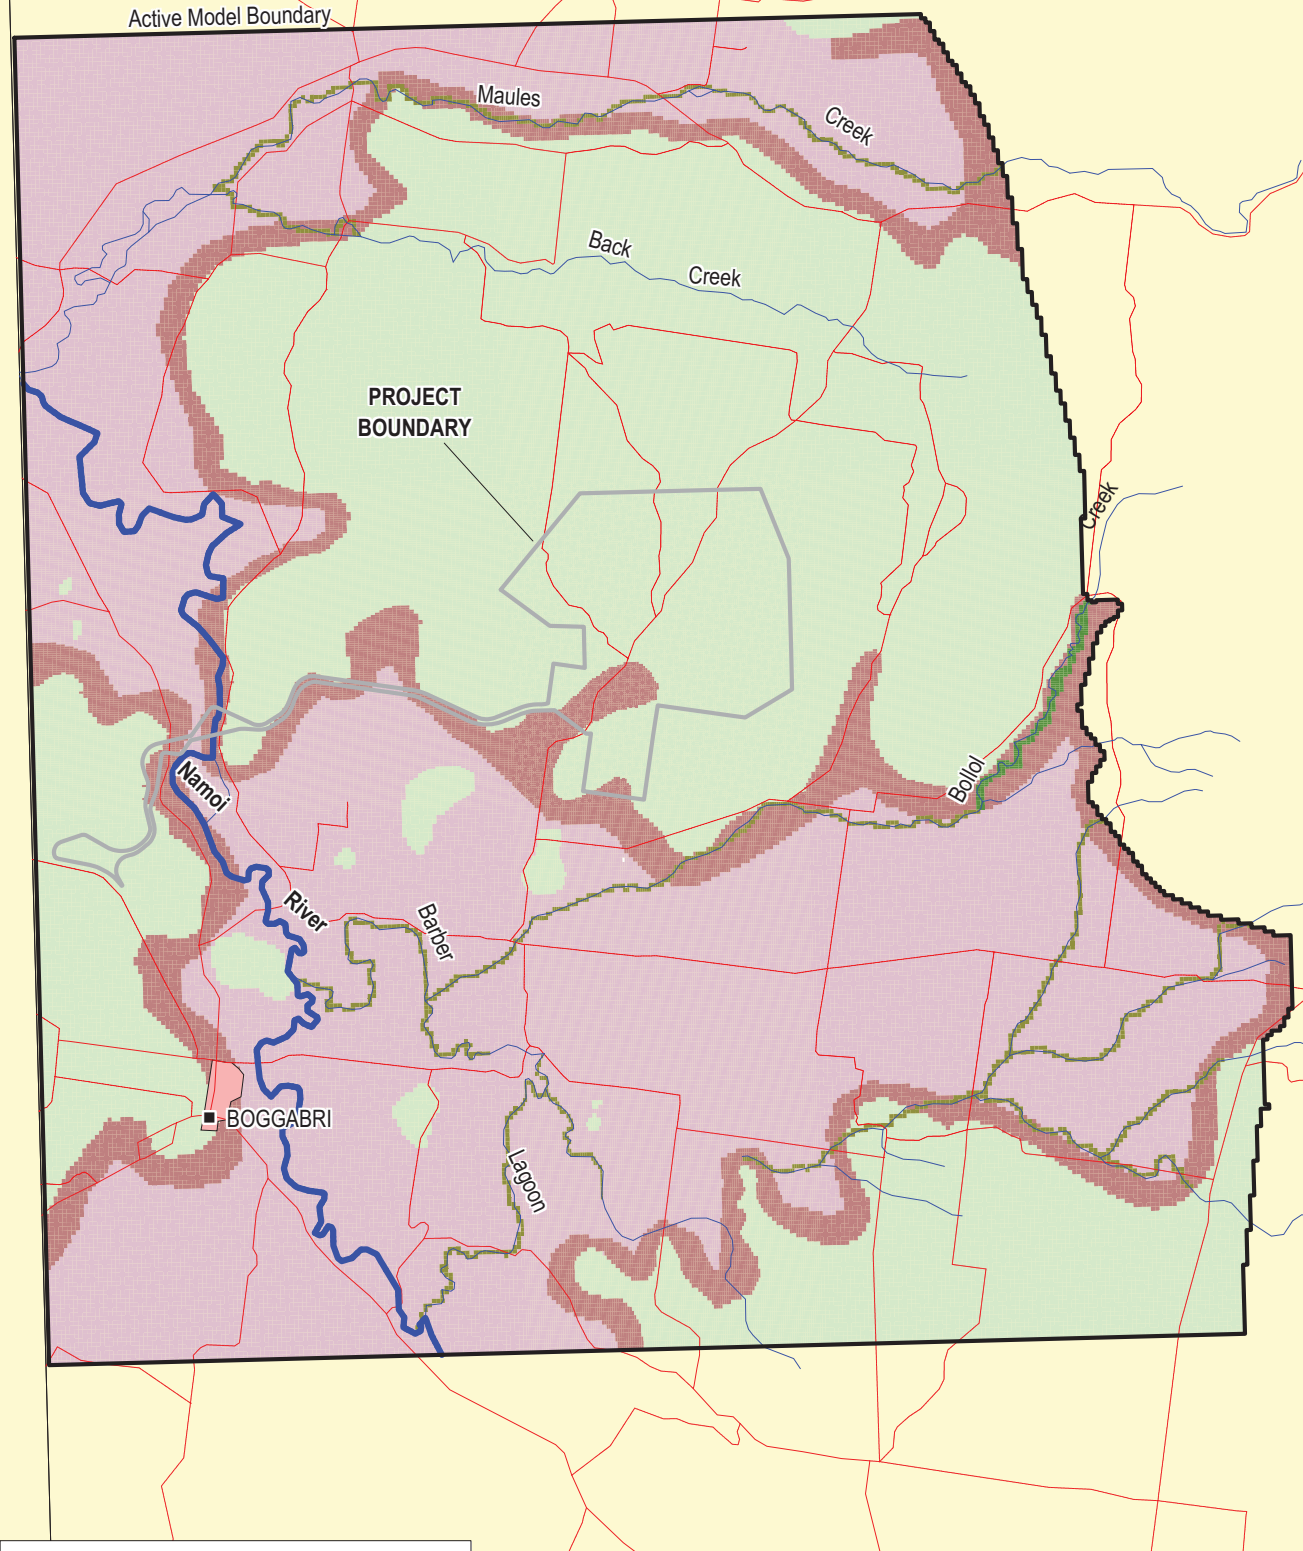 Active Model Boundary
Maules
Creek
Back
Creek
PROJECT
BOUNDARY
Creek
Bollol
Namoi
River
Barber
BOGGABRI
Lagoon